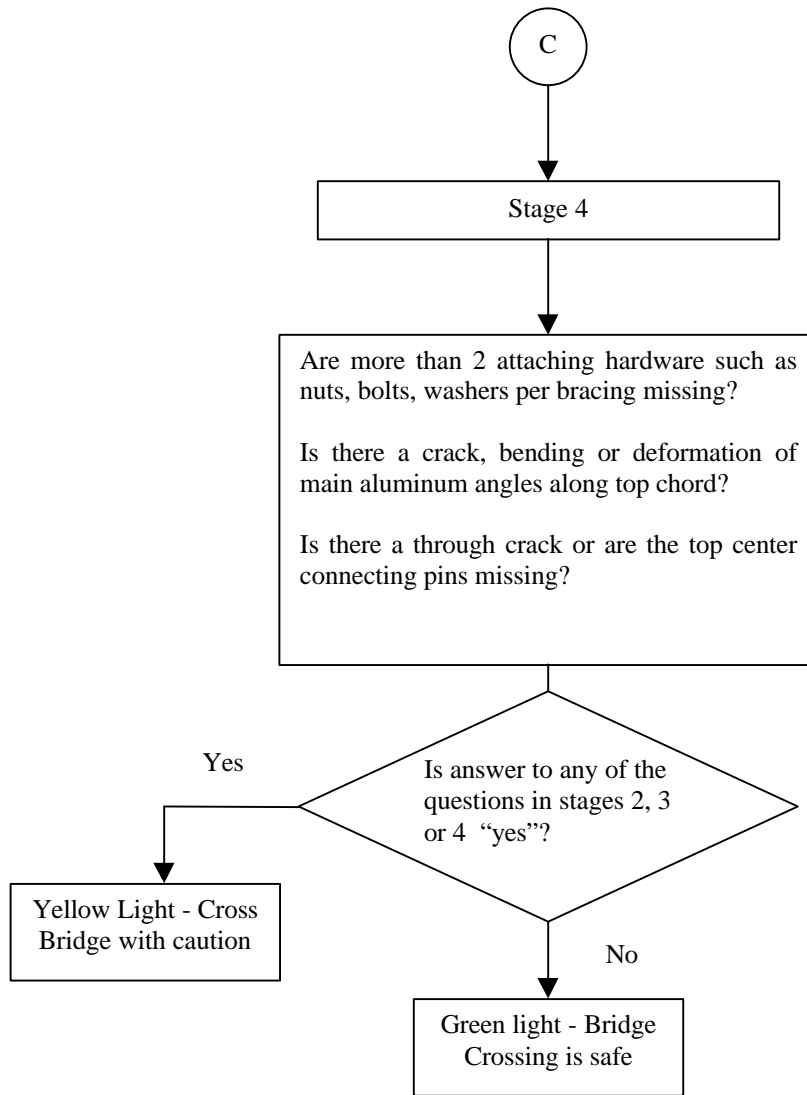 C
Stage 4
Are more than 2 attaching hardware such as
nuts, bolts, washers per bracing missing?
Is there a crack, bending or deformation of
main aluminum angles along top chord?
Is there a through crack or are the top center
connecting pins missing?
Yes
Is answer to any of the
questions in stages 2, 3
or 4 “yes”?
Yellow Light - Cross
Bridge with caution
No
Green light - Bridge
Crossing is safe